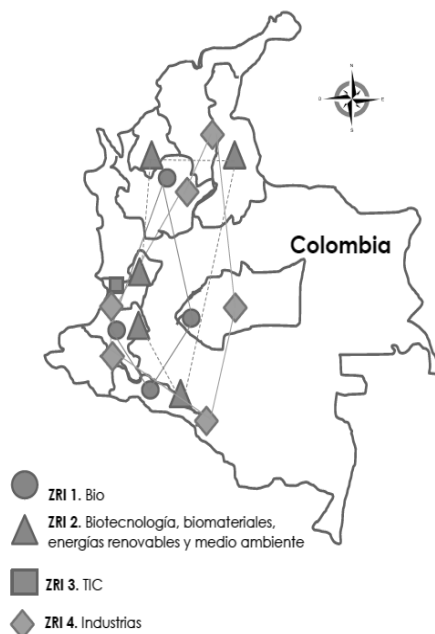 N
E
S
Colombia
ZRI 1. Bio
ZRI 2. Biotecnología, biomateriales,
energías renovables y medio ambiente
ZRI 3. TIC
ZRI 4. Industrias